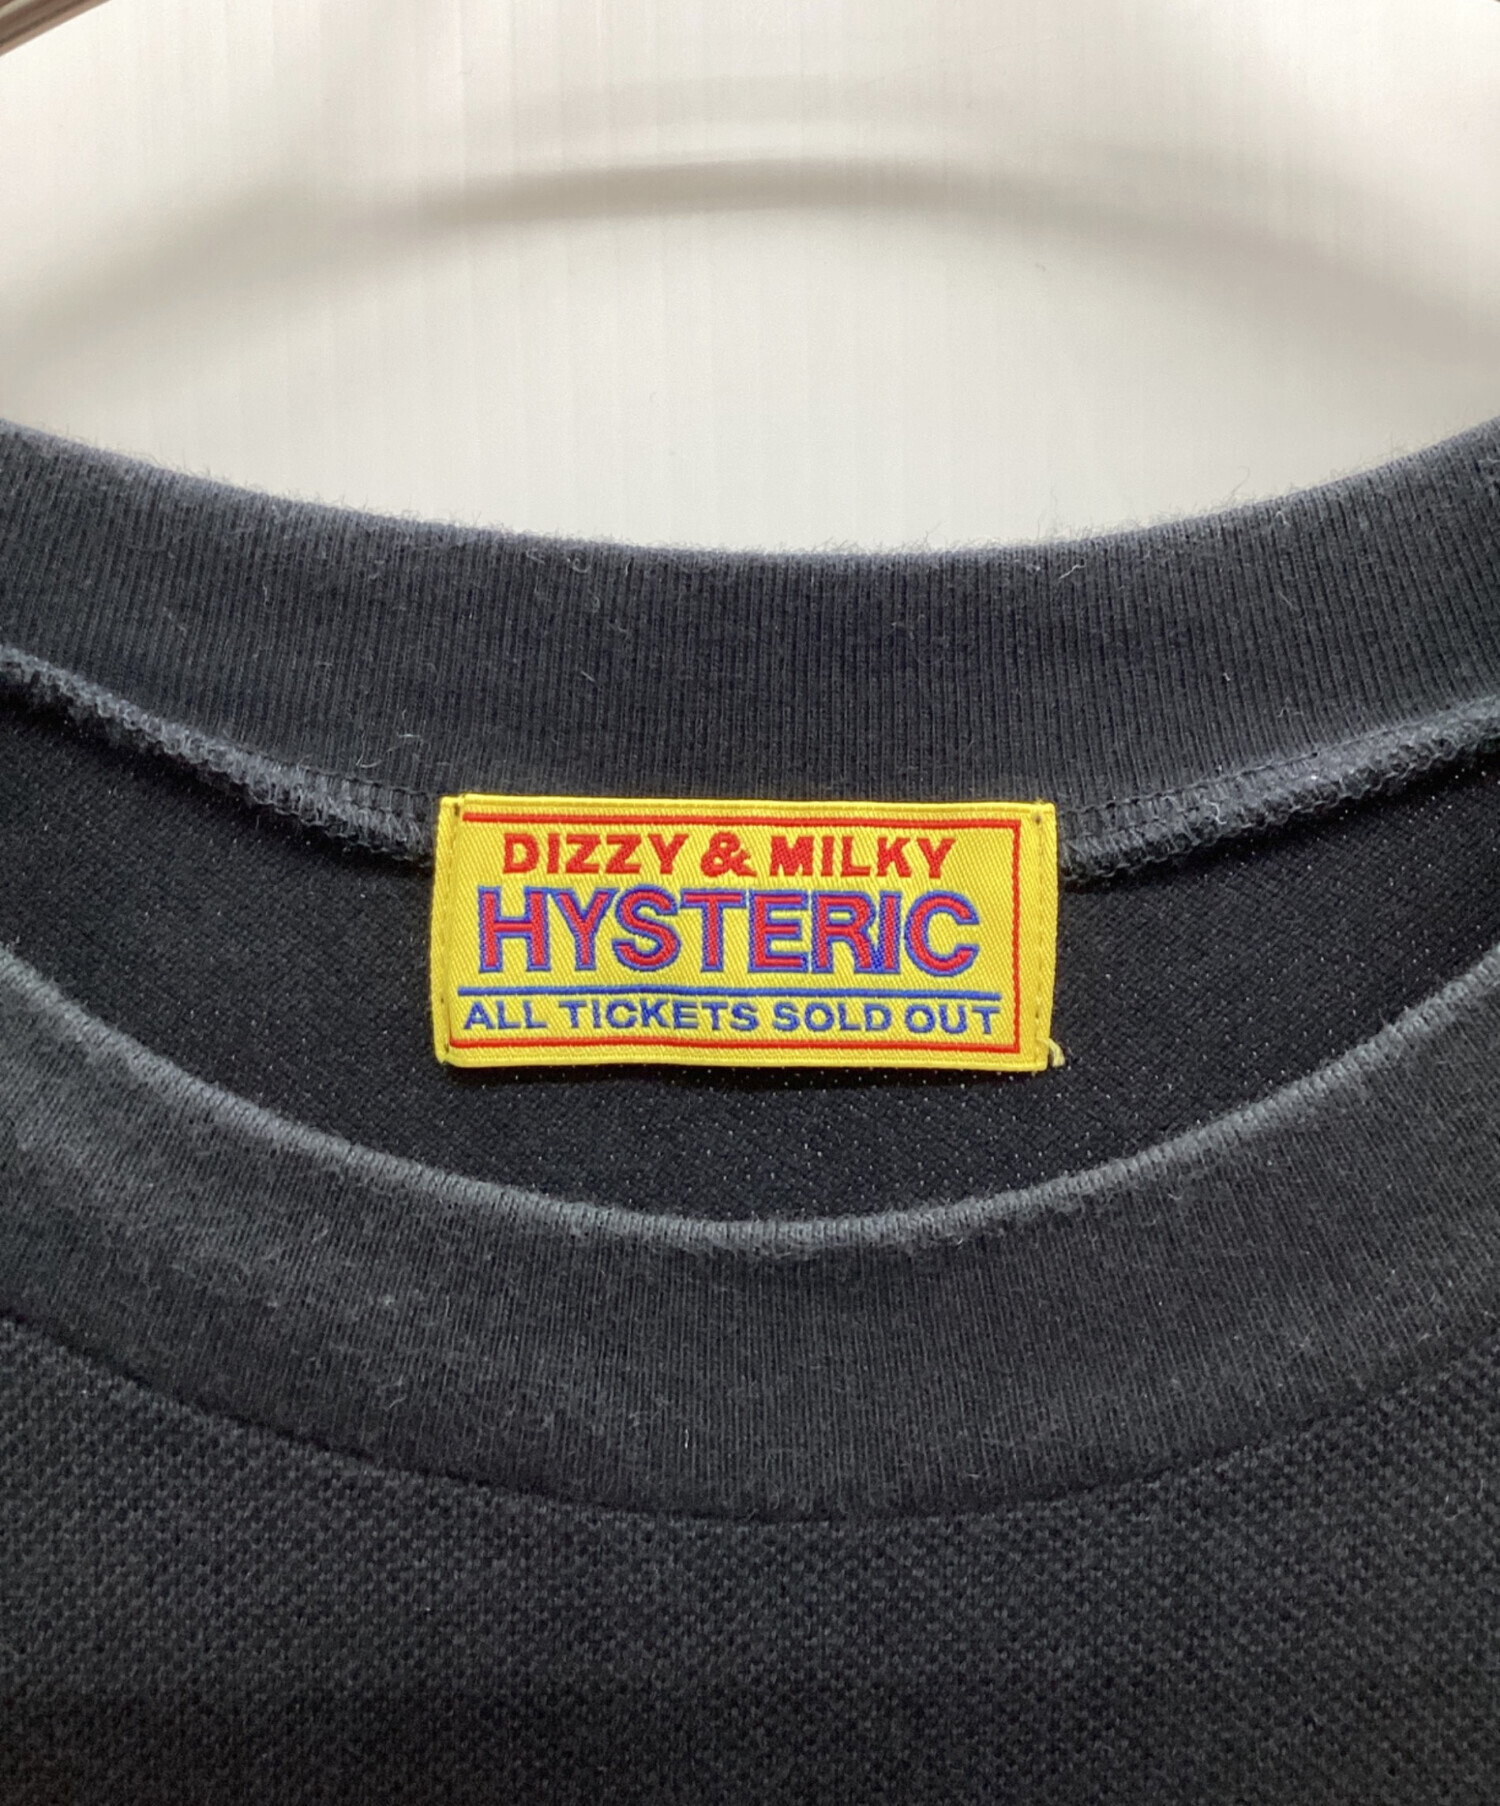 DIZZY & MILKY
HYSTERIC
ALL TICKETS SOLD OUT